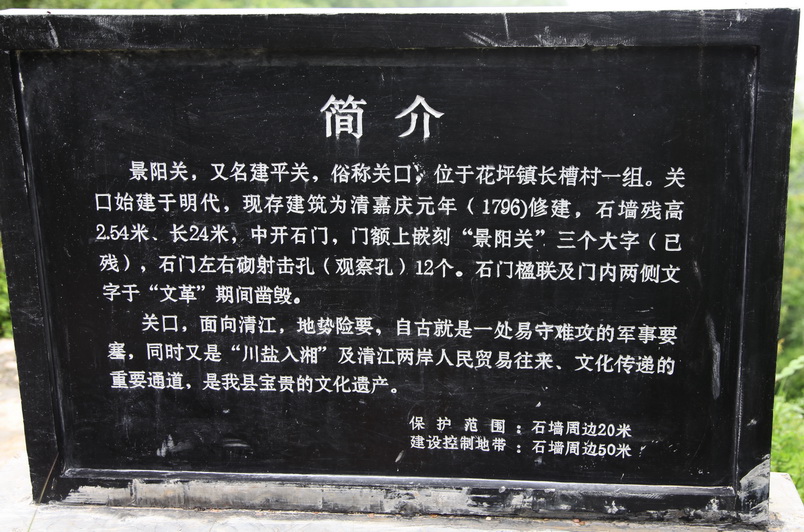 简介
景阳关，又名建平关，俗称关口，位于花坪镇长槽村一组。关
口始建于明代，现存建筑为清嘉庆元年（1796)修建，石墙残高
2.54米、长24米，中开石门，门额上嵌刻“景阳关”三个大字（已
残），石门左右砌射击孔（观察孔）12个。石门楹联及门内两侧文
字于“文革”期间凿毁。
关口，面向清江，地势险要，自古就是一处易守难攻的军事要
塞，同时又是“川盐入湘”及清江两岸人民贸易往来、文化传递的
重要通道，是我县宝贵的文化遗产。
保护范围：石墙周边20米
建设控制地带：石墙周边50米